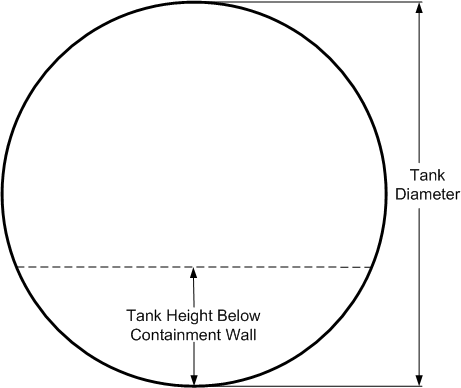 Tank
Diameter
Tank Height Below
Containment Wall